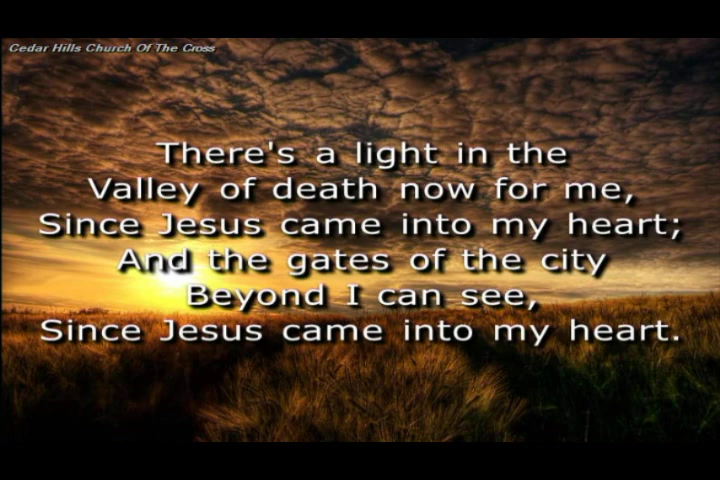 Cedar Hills Church Of The Cross
There's a light in the
Valley of death now for me,
Since Jesus came into my heart;
And the gates of the city
Beyond I can see,
Since Jesus came into my heart.